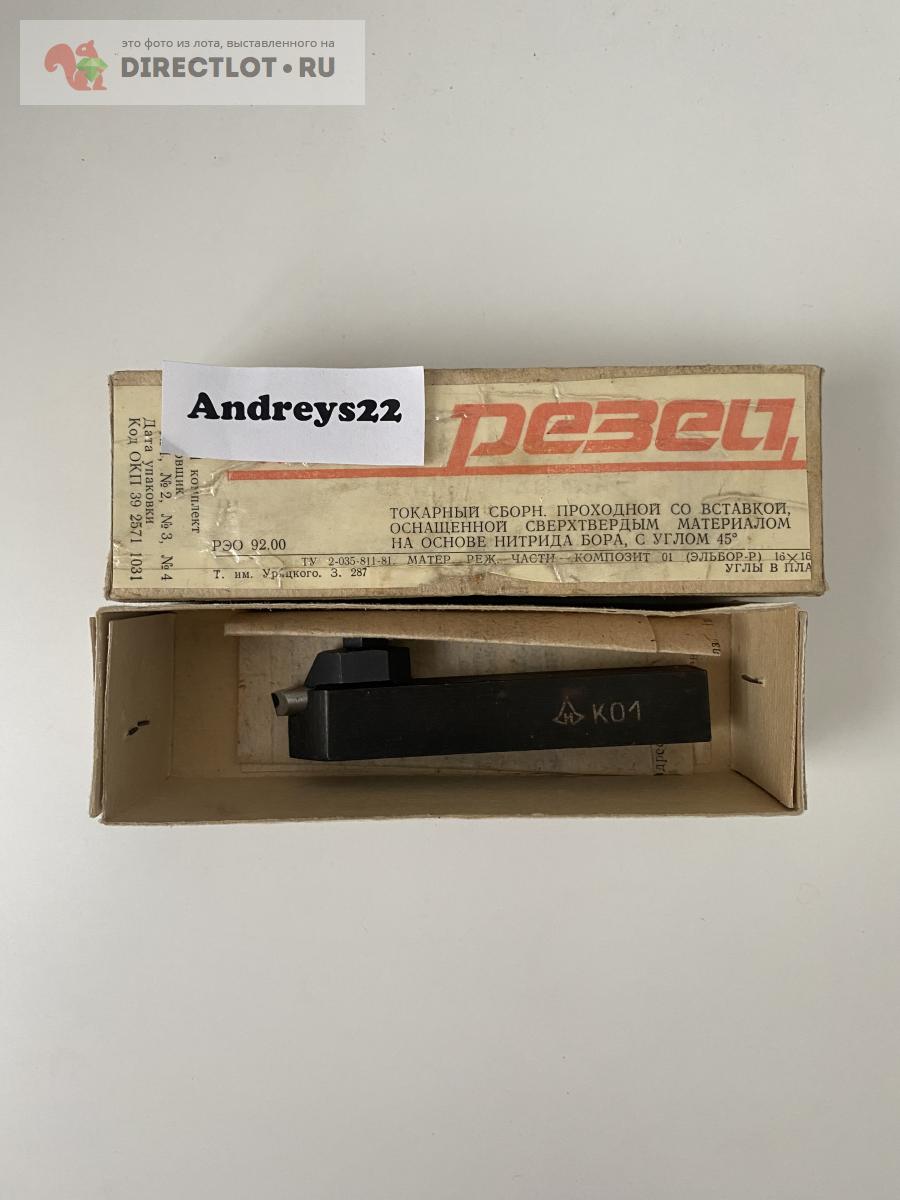 это фото из лота, выставленного на
DIRECTLOT.RU
Andreys22
резец
комплект
Дата упаковки
№2, №3, №4
Код ОКП 39 2571 1031
РЭО 92.00
ТОКАРНЫЙ СБОРН. ПРОХОДНОЙ СО ВСТАВКОЙ,
ОСНАЩЕННОЙ СВЕРХТВЕРДЫМ МАТЕРИАЛОМ
НА ОСНОВЕ НИТРИДА БОРА, С УГЛОМ 45°
ТУ 2-035-811-81. МАТЕР. РЕЖ. ЧАСТИ — КОМПОЗИТ 01 (ЭЛЬБОР-Р) 16×16
Т. им. Урицкого. З. 287
УГЛЫ В ПЛА
К01